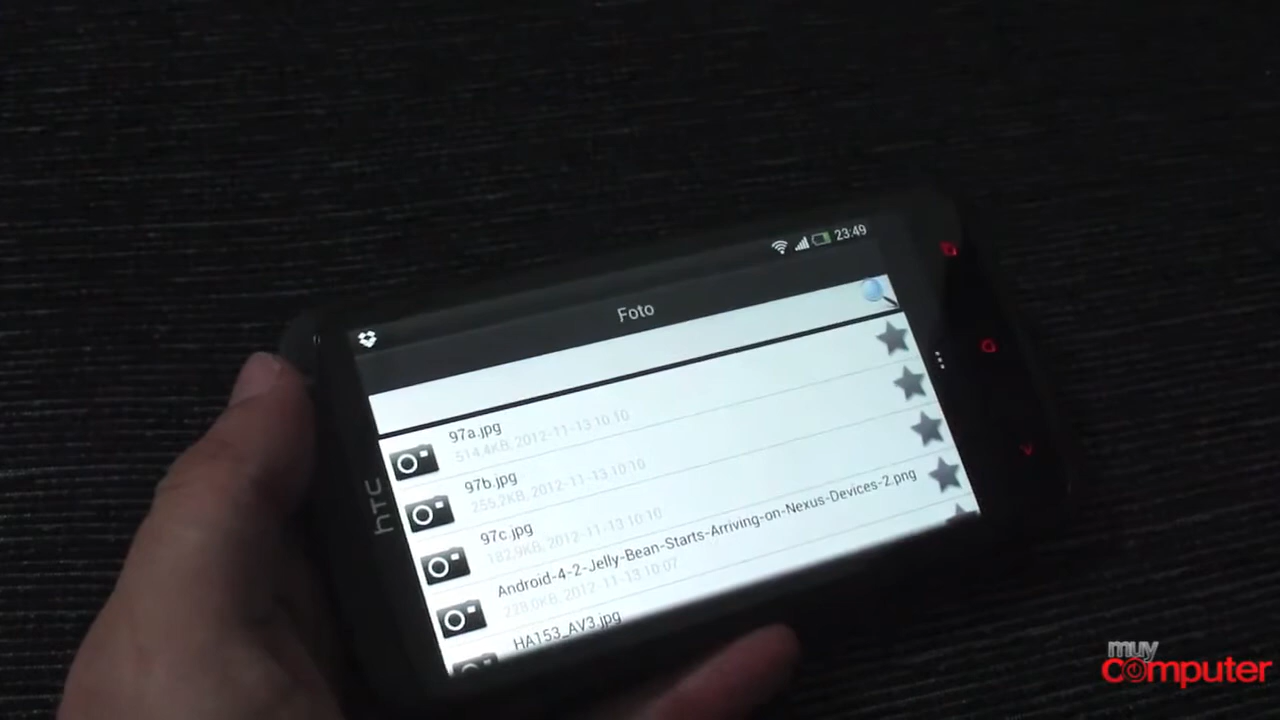 23:49
Foto
97a.jpg
514,4KB, 2012-11-13 10:10
97b.jpg
255,2KB, 2012-11-13 10:10
97c.jpg
182,9KB, 2012-11-13 10:10
Android-4-2-Jelly-Bean-Starts-Arriving-on-Nexus-Devices-2.png
228,0KB, 2012-11-13 10:07
HA153_AV3.jpg
hTC
muy
computer